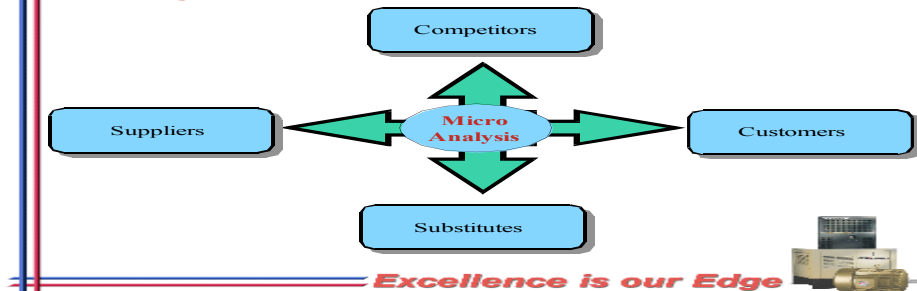 Competitors
Suppliers
Micro
Analysis
Customers
Substitutes
Excellence is our Edge